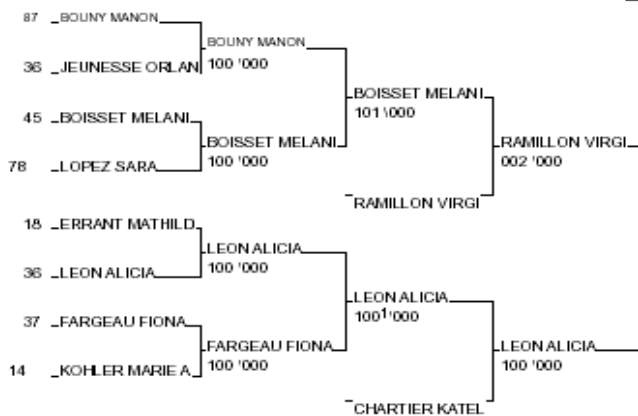 87 BOUNY MANON
BOUNY MANON
36 JEUNESSE ORLAN
100 '000
45 BOISSET MELANI
BOISSET MELANI
101 \000
BOISSET MELANI
100 '000
RAMILLON VIRGI
002 '000
78 LOPEZ SARA
RAMILLON VIRGI
18 ERRANT MATHILD
LEON ALICIA
100 '000
36 LEON ALICIA
LEON ALICIA
100¹'000
37 FARGEAU FIONA
FARGEAU FIONA
100 '000
LEON ALICIA
100 '000
14 KOHLER MARIE A
CHARTIER KATEL